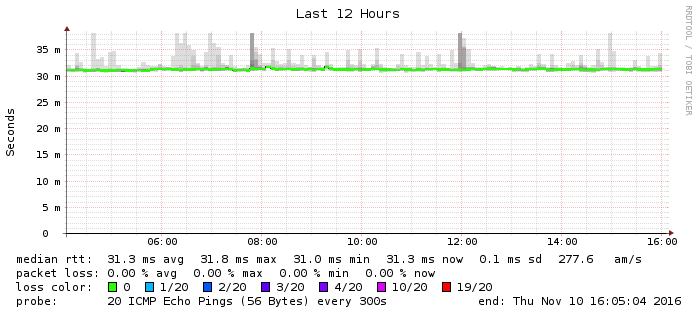 Last 12 Hours
RRDTOOL / TOBI OETIKER
Seconds
35 m
30 m
25 m
20 m
15 m
10 m
5 m
0
06:00 08:00 10:00 12:00 14:00 16:00
median rtt: 31.3 ms avg 31.8 ms max 31.0 ms min 31.3 ms now 0.1 ms sd 277.6 am/s
packet loss: 0.00 % avg 0.00 % max 0.00 % min 0.00 % now
loss color: 0 1/20 2/20 3/20 4/20 10/20 19/20
probe: 20 ICMP Echo Pings (56 Bytes) every 300s end: Thu Nov 10 16:05:04 2016